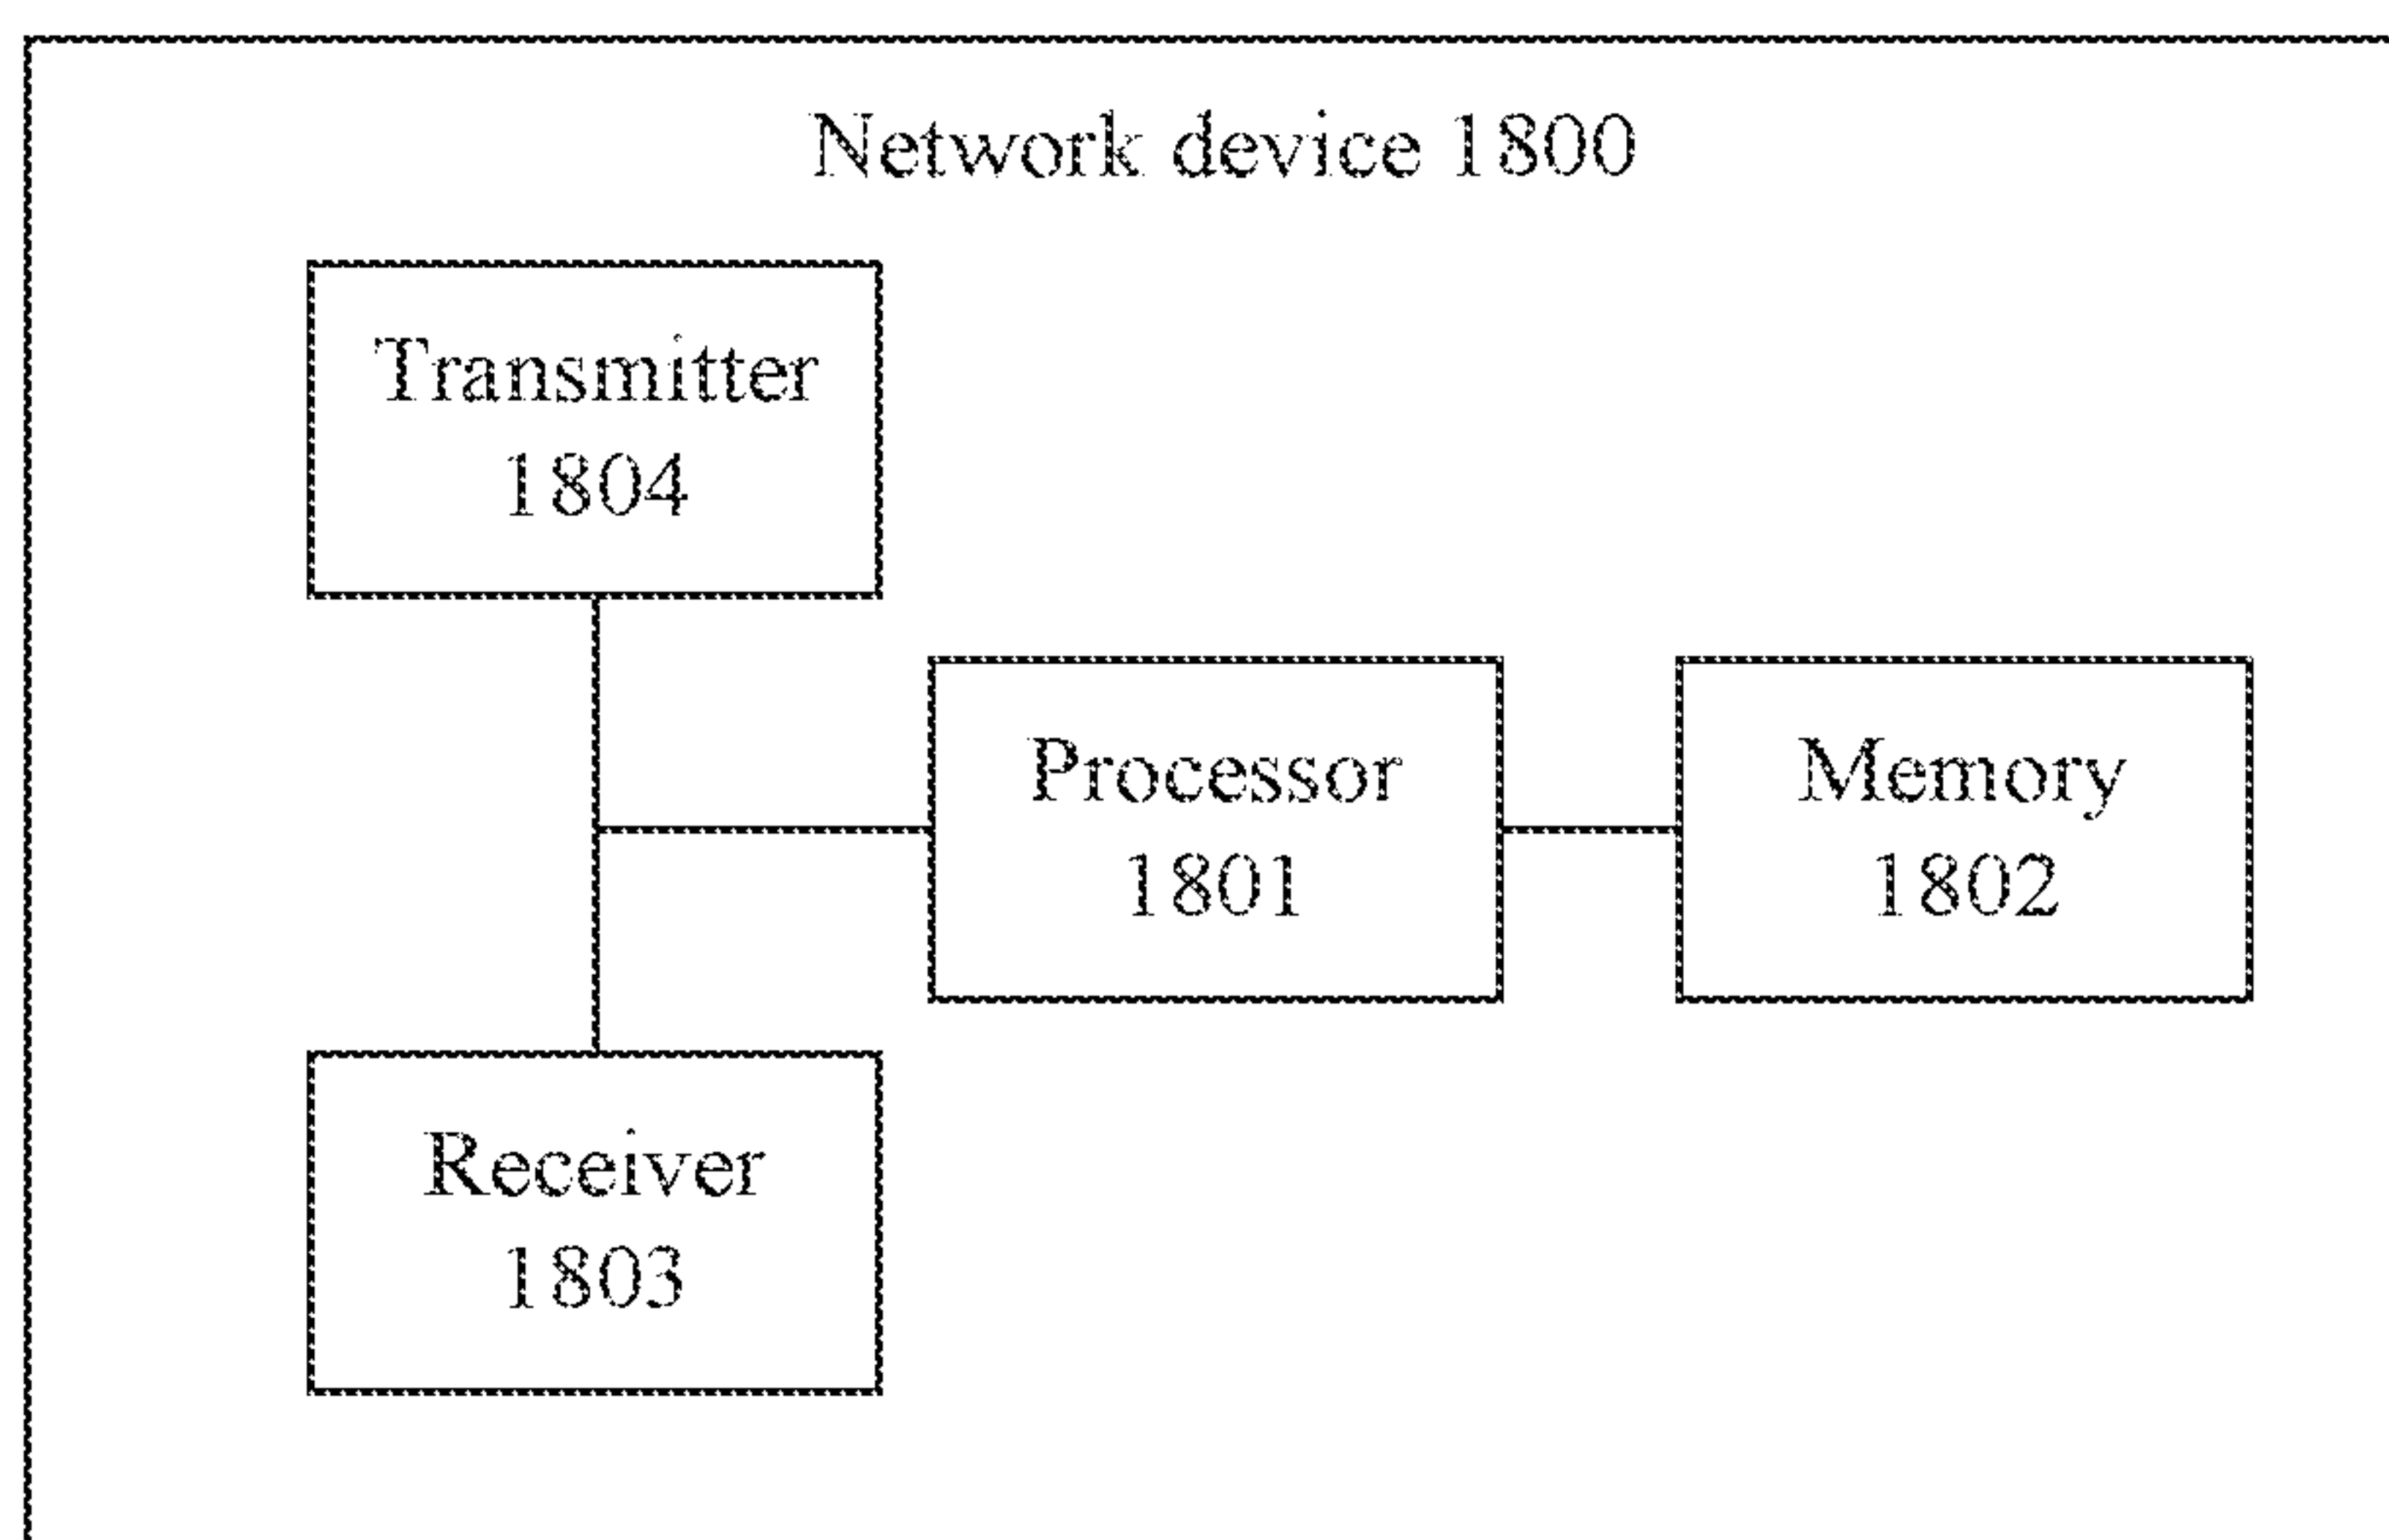 Network device 1800
Transmitter
1804
Processor
1801
Memory
1802
Receiver
1803